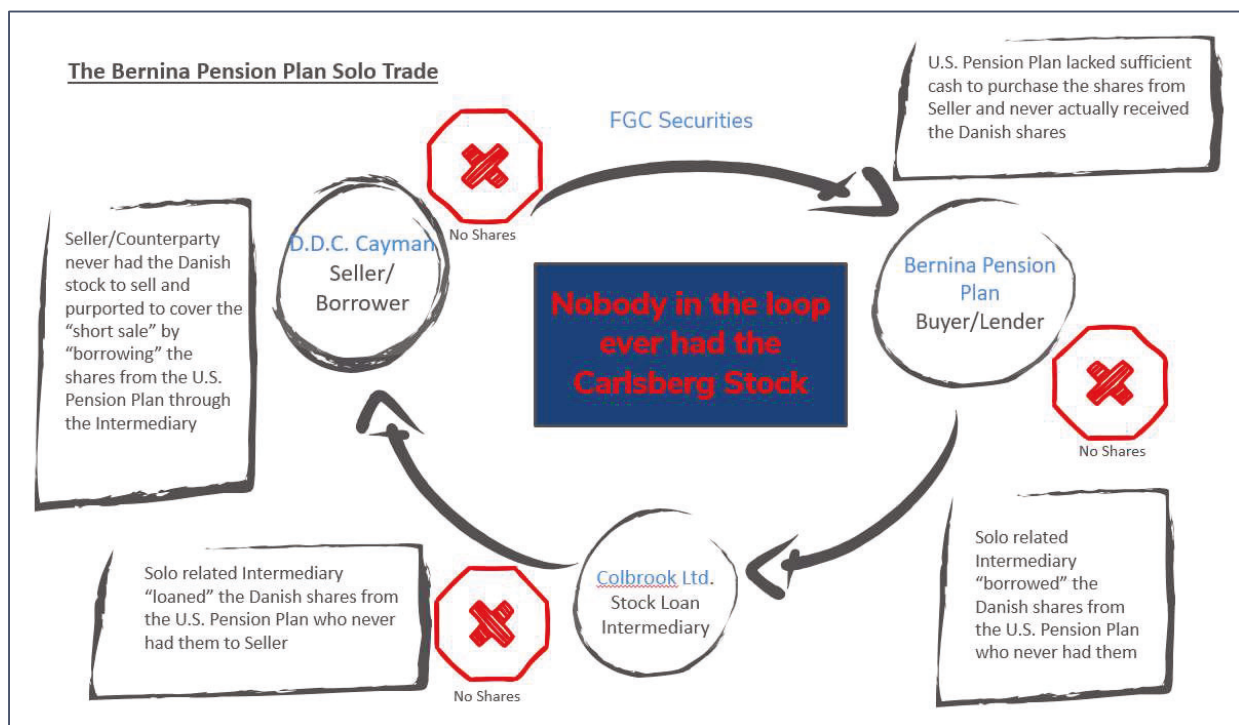 The Bernina Pension Plan Solo Trade
U.S. Pension Plan lacked sufficient
cash to purchase the shares from
Seller and never actually received
the Danish shares
FGC Securities
No Shares
D.D.C. Cayman
Seller/
Borrower
Seller/Counterparty
never had the Danish
stock to sell and
purported to cover the
“short sale” by
“borrowing” the
shares from the U.S.
Pension Plan through
the Intermediary
Nobody in the loop
ever had the
Carlsberg Stock
Bernina Pension
Plan
Buyer/Lender
No Shares
Solo related Intermediary
“loaned” the Danish shares from
the U.S. Pension Plan who never
had them to Seller
No Shares
Colbrook Ltd.
Stock Loan
Intermediary
Solo related
Intermediary
“borrowed” the
Danish shares from
the U.S. Pension Plan
who never had them